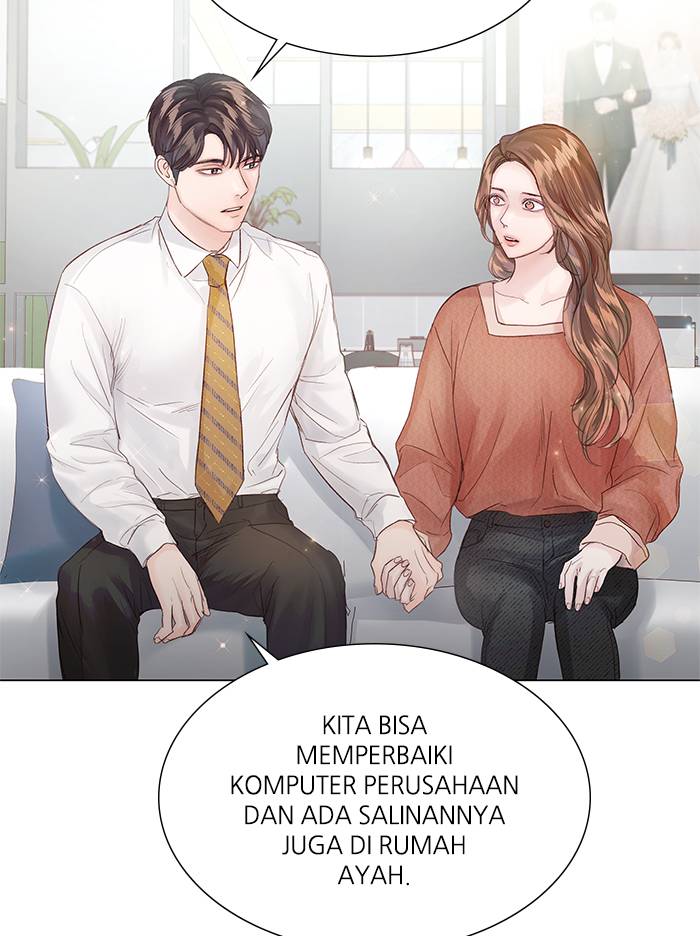 KITA BISA
MEMPERBAIKI
KOMPUTER PERUSAHAAN
DAN ADA SALINANNYA
JUGA DI RUMAH
AYAH.